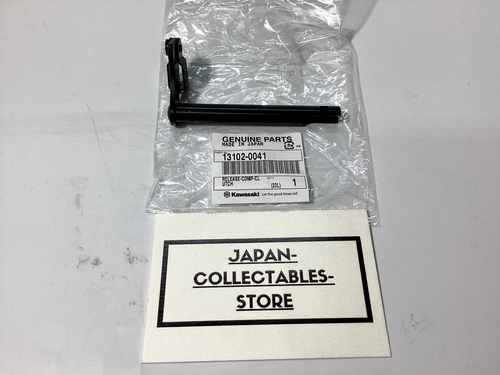 GENUINE PARTS
MADE IN JAPAN
13102-0041
RELEASE-COMP-CL
UTCH
(22L)
1
Kawasaki
Let the good times roll
JAPAN-
COLLECTABLES-
STORE